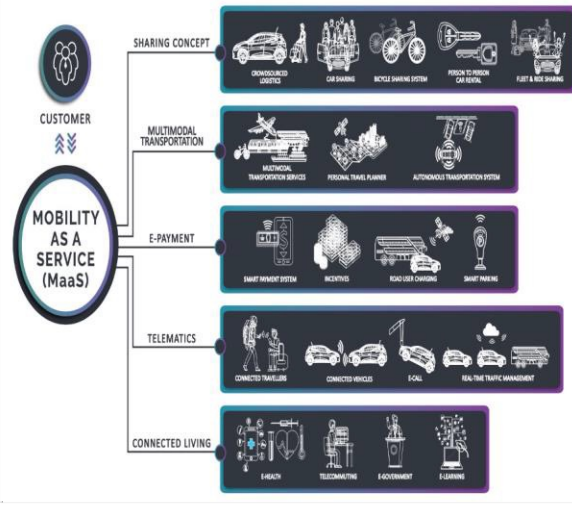 SHARING CONCEPT
CROWDSOURCED
LOGISTICS
CAR SHARING
BICYCLE SHARING SYSTEM
PERSON TO PERSON
CAR RENTAL
FLEET & RIDE SHARING
CUSTOMER
MULTIMODAL
TRANSPORTATION
MULTIMODAL
TRANSPORTATION SERVICES
PERSONAL TRAVEL PLANNER
AUTONOMOUS TRANSPORTATION SYSTEM
MOBILITY
AS A
SERVICE
(MaaS)
E-PAYMENT
SMART PAYMENT SYSTEM
INCENTIVES
ROAD USER CHARGING
SMART PARKING
TELEMATICS
CONNECTED TRAVELLERS
CONNECTED VEHICLES
E-CALL
REAL-TIME TRAFFIC MANAGEMENT
CONNECTED LIVING
E-HEALTH
TELECOMMUTING
E-GOVERNMENT
E-LEARNING